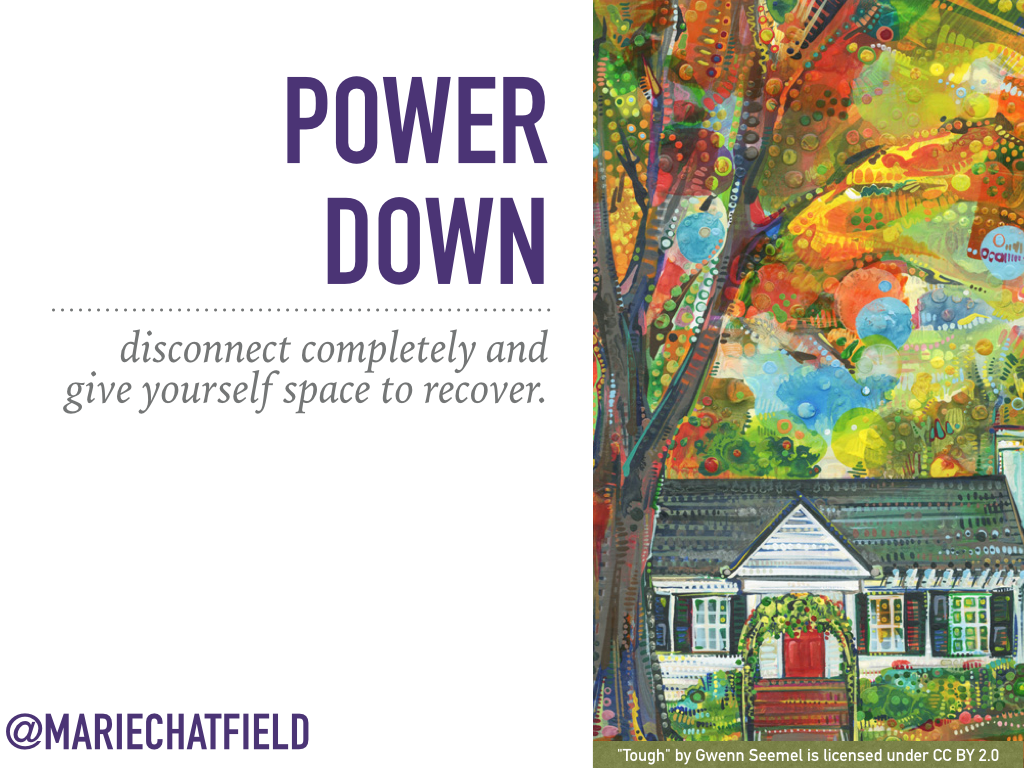 POWER
DOWN
disconnect completely and
give yourself space to recover.
@MARIECHATFIELD
"Tough" by Gwenn Seemel is licensed under CC BY 2.0